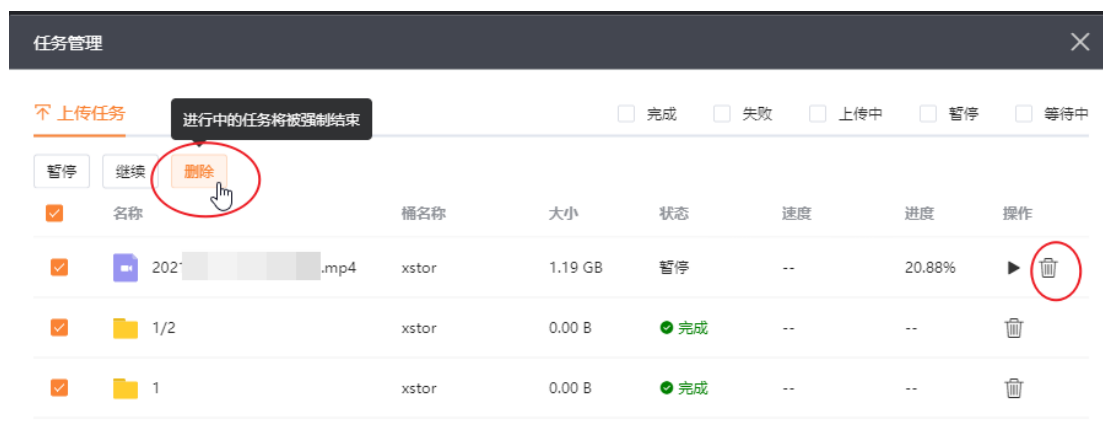 任务管理
上传任务
进行中的任务将被强制结束
完成 失败 上传中 暂停 等待中
暂停 继续 删除
名称 桶名称 大小 状态 速度 进度 操作
202 .mp4 xstor 1.19 GB 暂停 -- 20.88%
1/2 xstor 0.00 B 完成 -- --
1 xstor 0.00 B 完成 -- --